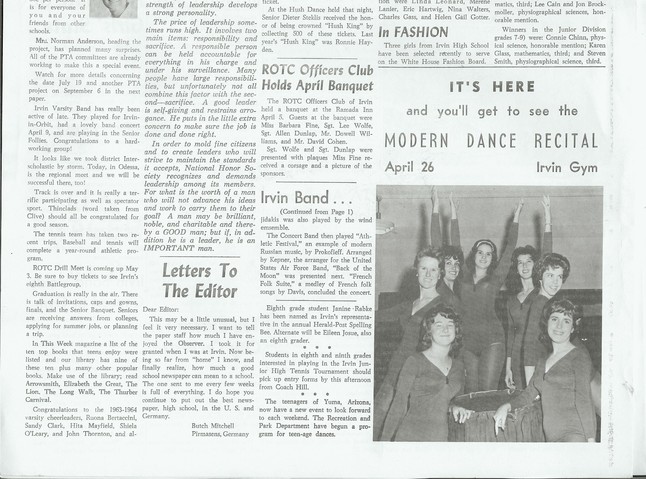 is for everyone of
you and your
friends from other
schools.
Mrs. Norman Anderson, heading the
project, has planned many surprises.
All of the PTA committees are already
working to make this a special event.
Watch for more details concerning
the date July 18 and another PTA
project on September 6 in the next
paper.
Irvin Varsity Band has really been
active of late. They played for Irvin-
in-Orbit, had a lovely band concert
April 9, and are playing in the Senior
Follies. Congratulations to a hard-
working group!
It looks like we took district Inter-
scholastic by storm. Today, in Odessa,
is the regional meet and we will be
successful there, too!
Track is over and it is really a ter-
rific participating as well as spectator
sport. Thinclads (word taken from
Clive) should all be congratulated for
a good season.
The tennis team has taken two re-
cent trips, Baseball and tennis will
complete a year-round athletic pro-
gram.
ROTC Drill Meet is coming up May
3. Be sure to buy tickets to see Irvin's
eighth Battlegroup.
Graduation is really in the air. There
is talk of invitations, caps and gowns,
finals, and the Senior Banquet. Seniors
are receiving answers from colleges,
applying for summer jobs, or planning
a trip.
In This Week magazine a list of the
ten top books that teens enjoy were
listed and our library has nine of
these ten plus many other popular
books. Make use of the library; read
Arrowsmith, Elizabeth the Great, The
Lion, The Long Walk, The Thurber
Carnival.
Congratulations to the 1963-1964
varsity cheerleaders, Ruona Bertaccini,
Sandy Clark, Hita Mayfield, Shiela
O'Leary, and John Thornton, and al-
strength of leadership develops
a strong personality.
The price of leadership some-
times runs high. It involves two
main items: responsibility and
sacrifice. A responsible person
can be held accountable for
everything in his charge and
under his surveillance. Many
people have large responsibili-
ties, but unfortunately not all
combine this factor with the sec-
ond—sacrifice. A good leader
is self-giving and restrains arro-
gance. He puts in the little extra
concern to make sure the job is
done and done right.
In order to mold fine citizens
and to create leaders who will
strive to maintain the standards
it accepts, National Honor So-
ciety recognizes and demands
leadership among its members.
For what is the worth of a man
who will not advance his ideas
and work to carry them to their
goal? A man may be brilliant,
noble, and charitable and there-
by a GOOD man; but if, in ad-
dition he is a leader, he is an
IMPORTANT man.
Letters To
The Editor
Dear Editor:
This may be a little unusual, but I
feel it very necessary. I want to tell
the paper staff how much I have en-
joyed the Observer. I took it for
granted when I was at Irvin. Now be-
ing so far from "home" I know, and
finally realize, how much a good
school newspaper can mean to a school.
The one sent to me every few weeks
is full of everything. I do hope you
continue to put out the best news-
paper, high school, in the U. S. and
Germany.
Butch Mitchell
Pirmasens, Germany
At the Hush Dance held that night,
Senior Dieter Steklis received the hon-
or of being crowned "Hush King" by
collecting 500 of these tickets. Last
year's "Hush King" was Ronnie Hay-
den.
ROTC Officers Club
Holds April Banquet
The ROTC Officers Club of Irvin
held a banquet at the Ramada Inn
April 5. Guests at the banquet were
Miss Barbara Fine, Sgt. Lee Wolfe,
Sgt. Allen Dunlap, Mr. Dowell Wil-
liams, and Mr. David Cohen.
Sgt. Wolfe and Sgt. Dunlap were
presented with plaques Miss Fine re-
ceived a corsage and a picture of the
sponsors.
Irvin Band . . .
(Continued from Page 1)
jidakis was also played by the wind
ensemble.
The Concert Band then played "Ath-
letic Festival," an example of modern
Russian music, by Prokofieff. Arranged
by Kepner, the arranger for the United
States Air Force Band, "Back of the
Moon" was presented next. "French
Folk Suite," a medley of French folk
songs by Davis, concluded the concert.
Eighth grade student Janine Rabke
has been named as Irvin's representa-
tive in the annual Herald-Post Spelling
Bee. Alternate will be Eileen Joyce, also
an eighth grader.
* * *
Students in eighth and ninth grades
interested in playing in the Irvin Jun-
ior High Tennis Tournament should
pick up entry forms by this afternoon
from Coach Hill.
* * *
The teenagers of Yuma, Arizona,
now have a new event to look forward
to each weekend. The Recreation and
Park Department have begun a pro-
gram for teen-age dances.
tion were Linda Leonard, Merene
Lanier, Eric Hartwig, Nina Walters,
Charles Gass, and Helen Gail Gotter.
In FASHION
Three girls from Irvin High School
have been selected recently to serve
on the White House Fashion Board.
matics, third; Lee Cain and Jon Bruck-
moller, physiological sciences, hon-
orable mention.
Winners in the Junior Division
grades 7-9) were: Connie Chinn, phys-
ical science, honorable mention; Karen
Glass, mathematics, third; and Steven
Smith, physiological science, third.
IT'S HERE
and you'll get to see the
MODERN DANCE RECITAL
April 26 Irvin Gym